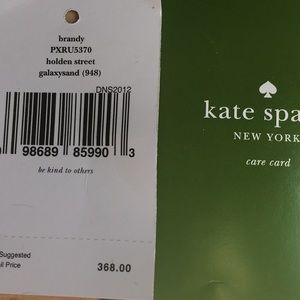 brandy
PXRU5370
holden street
galaxysand (948)
DNS2012
98689 85990 3
be kind to others
Suggested
Price
368.00
kate
NEW YORK
care card